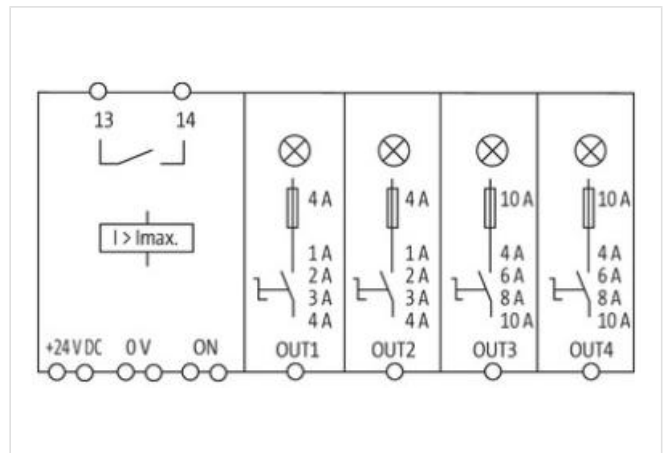 13 14
I > Imax.
+24 V DC 0 V ON
4 A
1 A
2 A
3 A
4 A
OUT1
4 A
1 A
2 A
3 A
4 A
OUT2
10 A
4 A
6 A
8 A
10 A
OUT3
10 A
4 A
6 A
8 A
10 A
OUT4